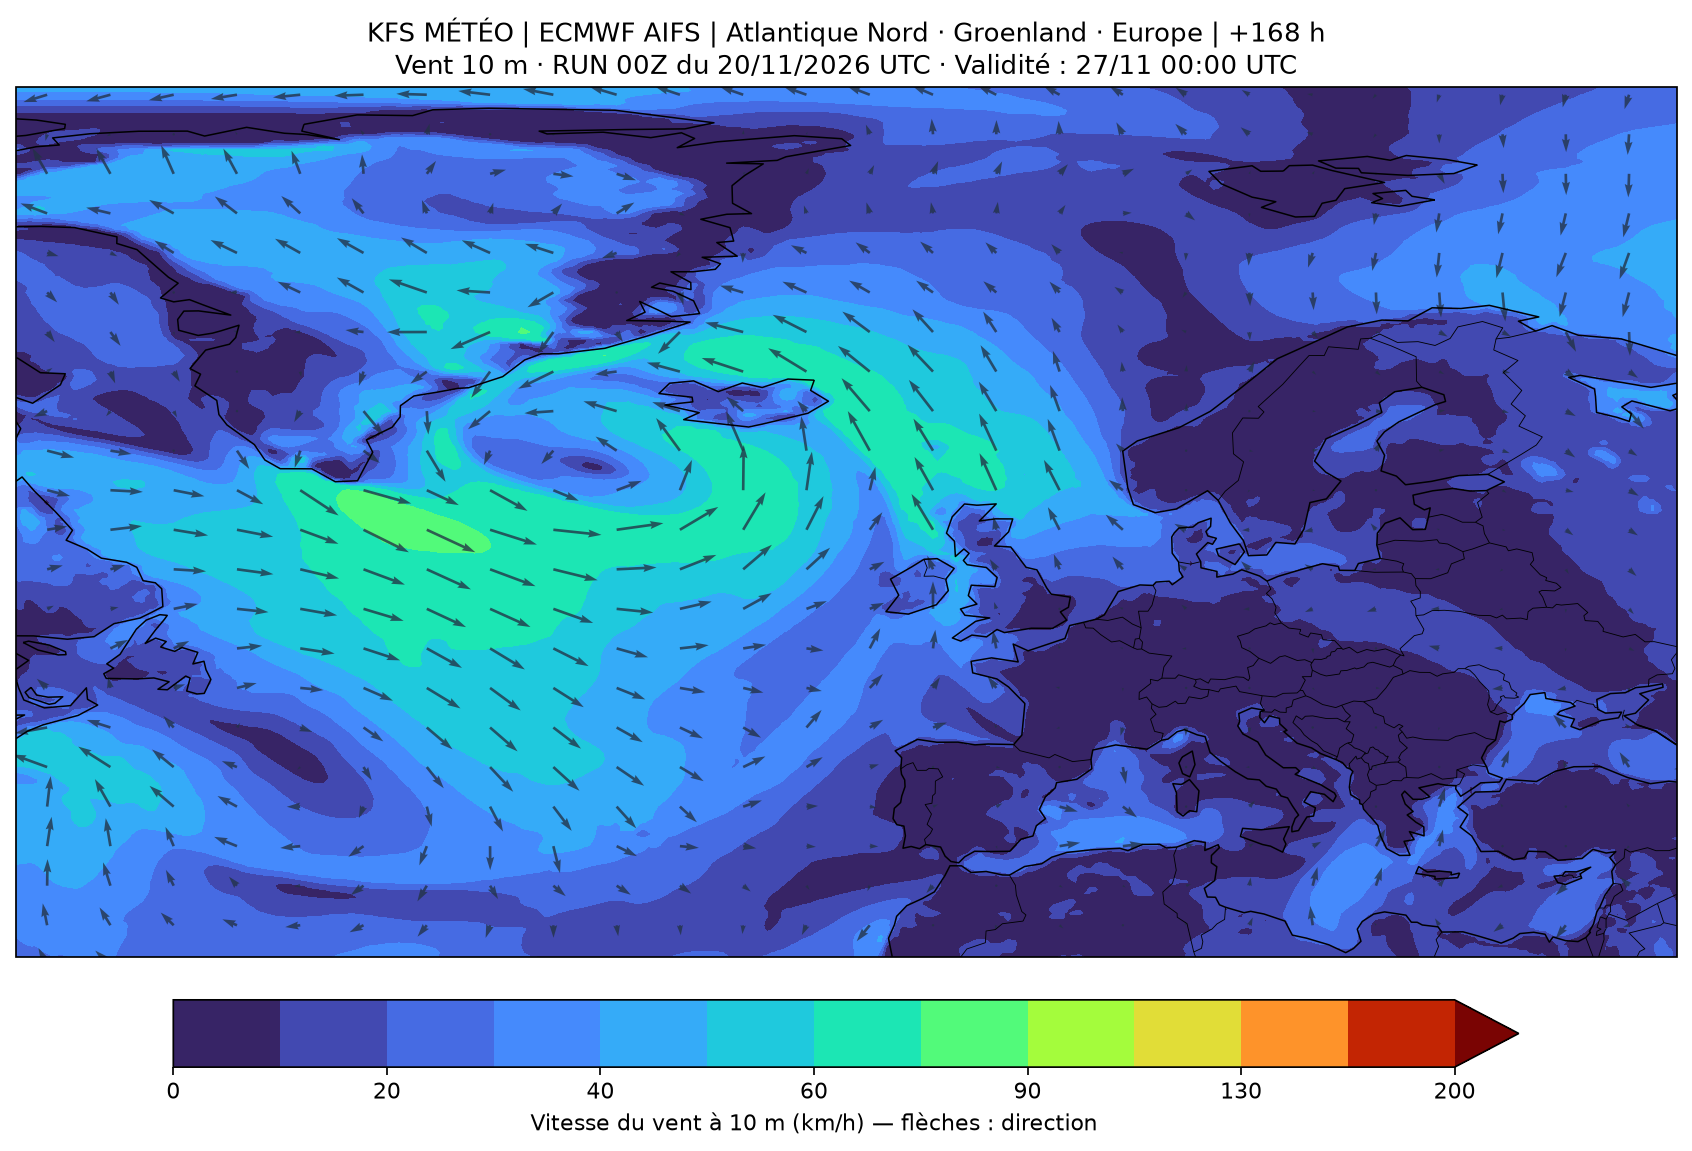 KFS MÉTÉO | ECMWF AIFS | Atlantique Nord · Groenland · Europe | +168 h
Vent 10 m · RUN 00Z du 20/11/2026 UTC · Validité : 27/11 00:00 UTC
0 20 40 60 90 130 200
Vitesse du vent à 10 m (km/h) — flèches : direction